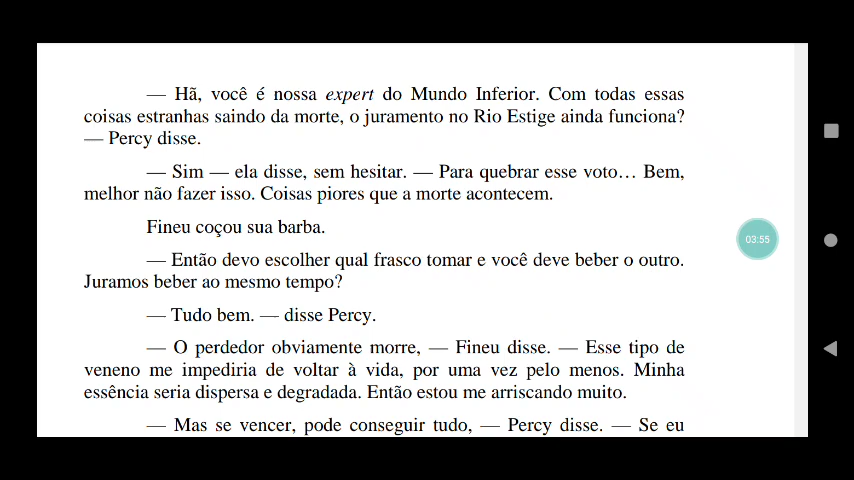 — Hã, você é nossa expert do Mundo Inferior. Com todas essas
coisas estranhas saindo da morte, o juramento no Rio Estige ainda funciona?
— Percy disse.
— Sim — ela disse, sem hesitar. — Para quebrar esse voto… Bem,
melhor não fazer isso. Coisas piores que a morte acontecem.
Fineu coçou sua barba.
— Então devo escolher qual frasco tomar e você deve beber o outro.
Juramos beber ao mesmo tempo?
— Tudo bem. — disse Percy.
— O perdedor obviamente morre, — Fineu disse. — Esse tipo de
veneno me impediria de voltar à vida, por uma vez pelo menos. Minha
essência seria dispersa e degradada. Então estou me arriscando muito.
— Mas se vencer, pode conseguir tudo, — Percy disse. — Se eu
03:55